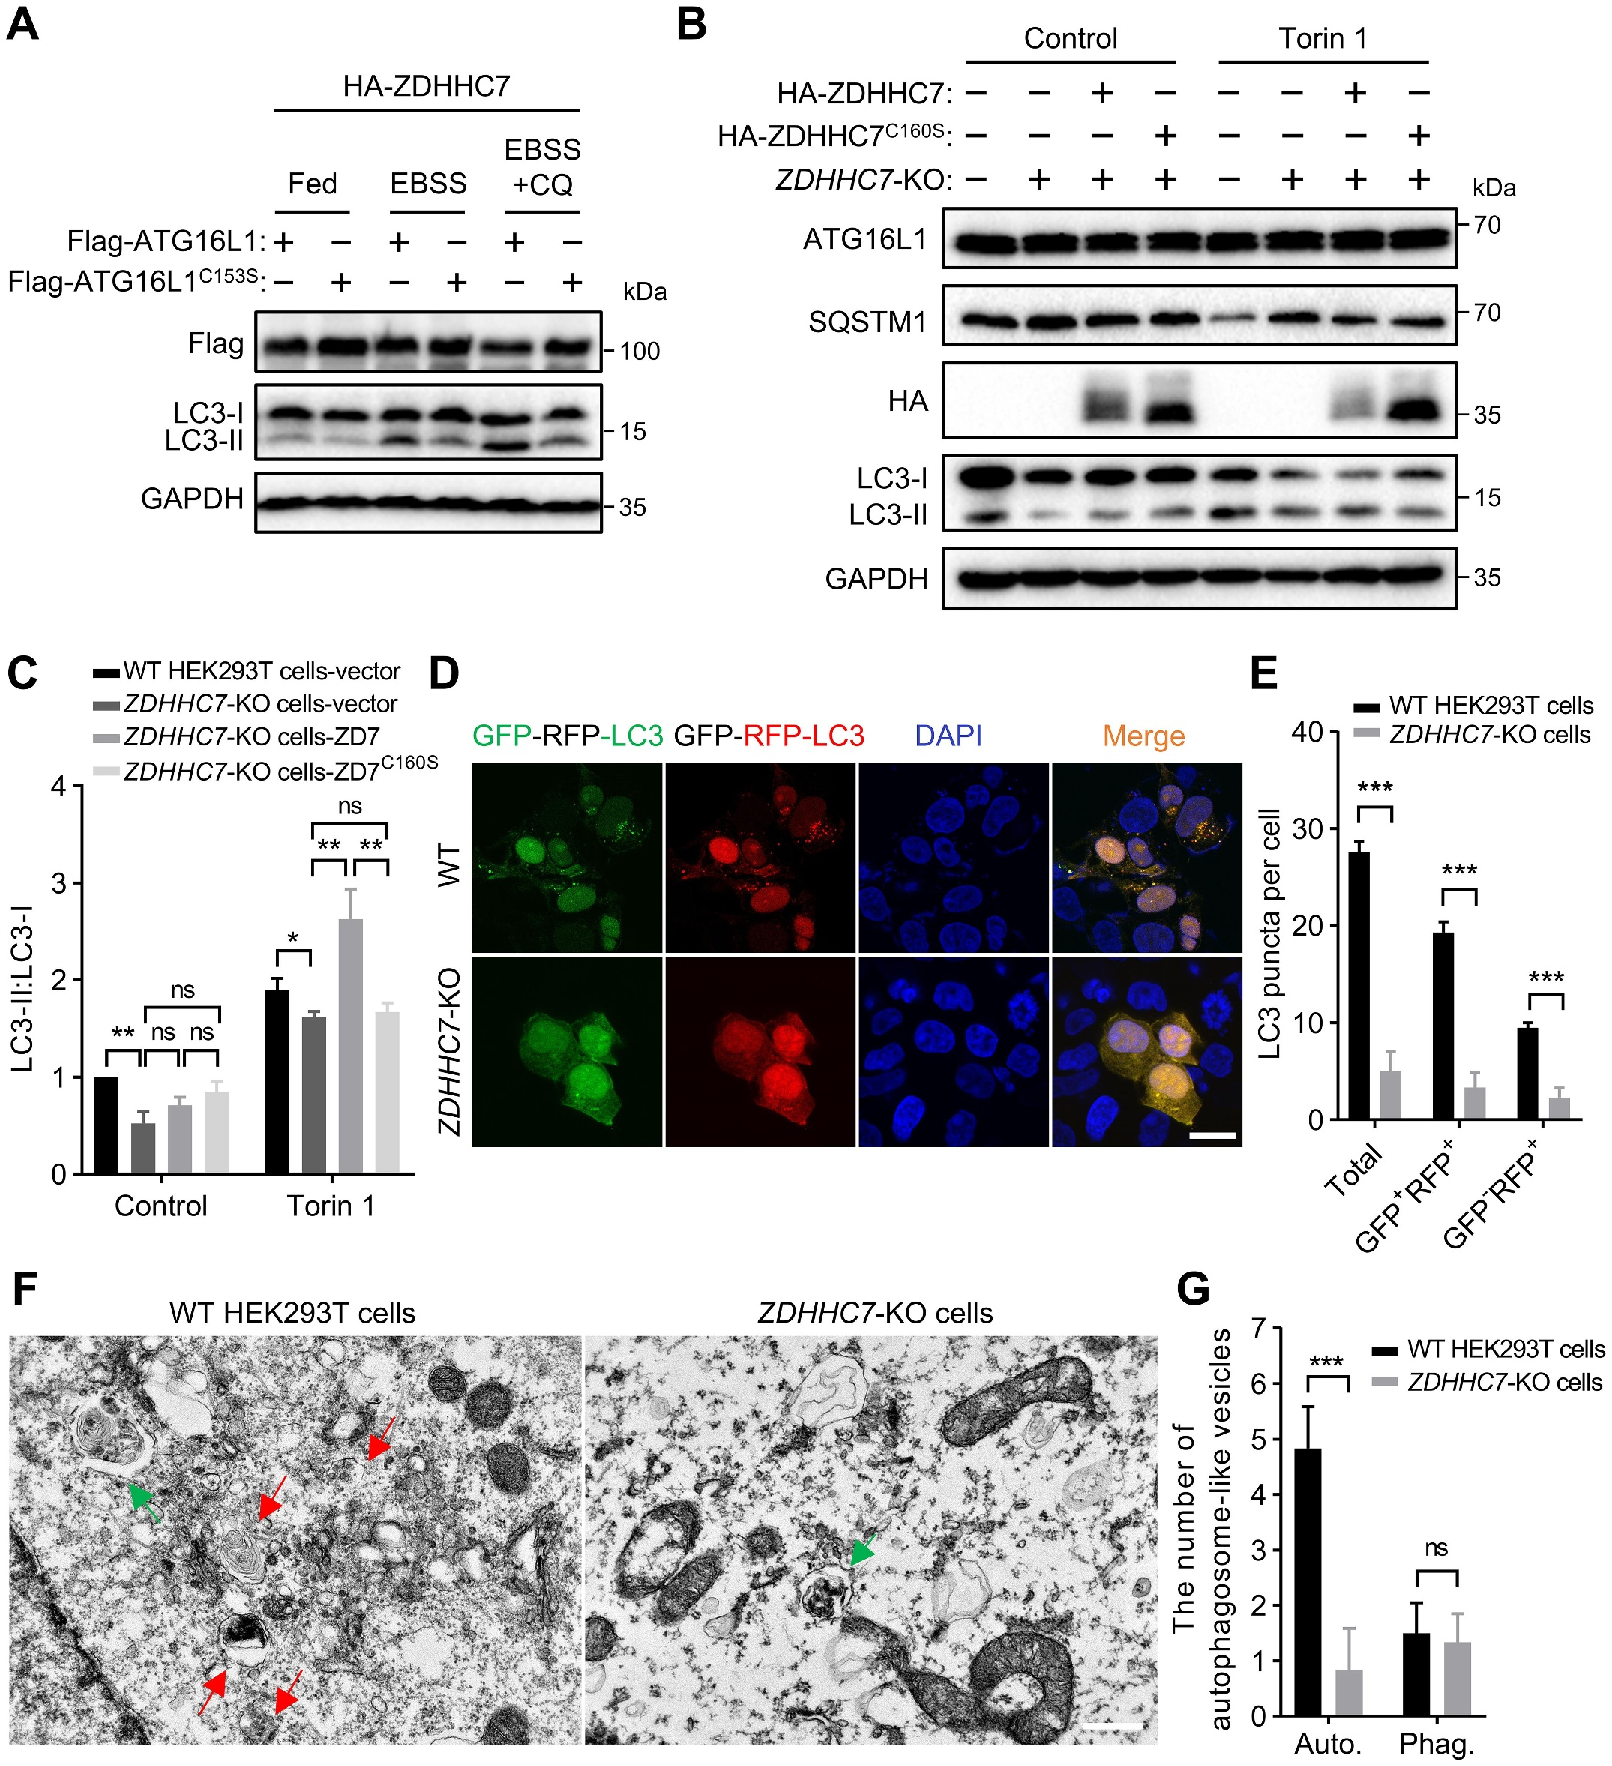 A
HA-ZDHHC7
Fed EBSS EBSS
+CQ
Flag-ATG16L1: + − + − + −
Flag-ATG16L1C153S: − + − + − +
kDa
Flag
100
LC3-I
LC3-II
15
GAPDH
35
B
Control Torin 1
HA-ZDHHC7: − − + − − − + −
HA-ZDHHC7C160S: − − − + − − − +
ZDHHC7-KO: − + + + − + + +
kDa
ATG16L1
70
SQSTM1
70
HA
35
LC3-I
LC3-II
15
GAPDH
35
C
WT HEK293T cells-vector
ZDHHC7-KO cells-vector
ZDHHC7-KO cells-ZD7
ZDHHC7-KO cells-ZD7C160S
LC3-II:LC3-I
4
3
2
1
0
** ns ns
ns
* ** **
ns
Control Torin 1
D
GFP-RFP-LC3 GFP-RFP-LC3 DAPI Merge
WT
ZDHHC7-KO
E
WT HEK293T cells
ZDHHC7-KO cells
LC3 puncta per cell
40
30
20
10
0
***
***
***
Total
GFP+RFP+
GFP-RFP+
F
WT HEK293T cells
ZDHHC7-KO cells
G
WT HEK293T cells
ZDHHC7-KO cells
The number of
autophagosome-like vesicles
7
6
5
4
3
2
1
0
***
ns
Auto. Phag.